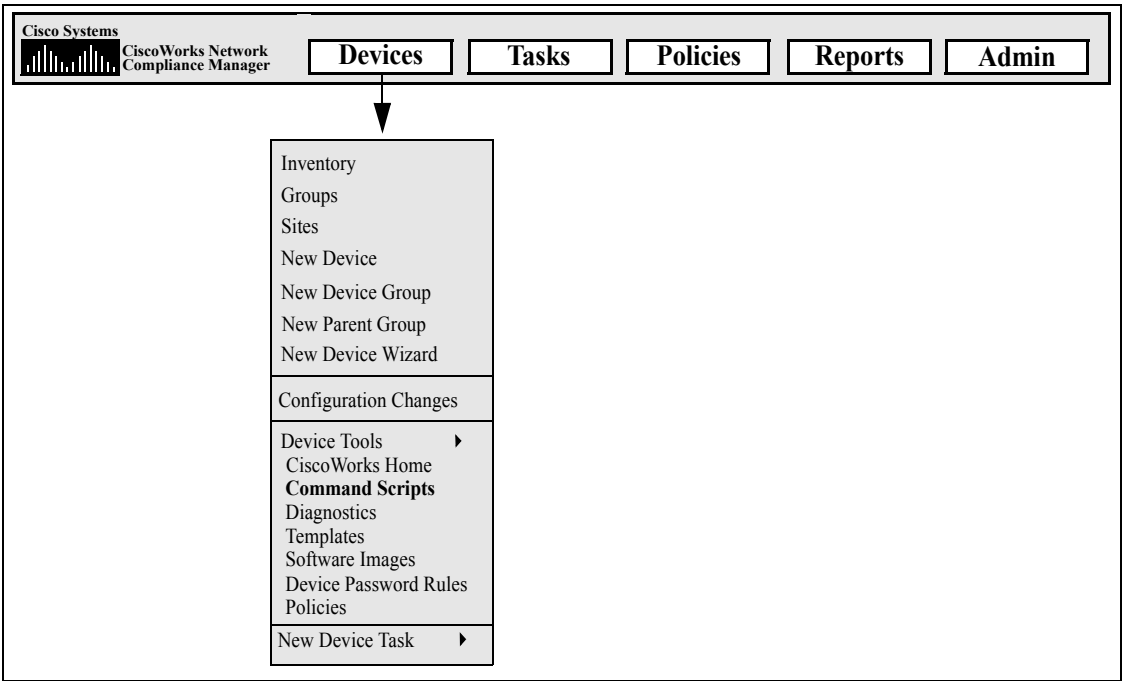 Cisco Systems
CiscoWorks Network
Compliance Manager
Devices
Tasks
Policies
Reports
Admin
Inventory
Groups
Sites
New Device
New Device Group
New Parent Group
New Device Wizard
Configuration Changes
Device Tools
CiscoWorks Home
Command Scripts
Diagnostics
Templates
Software Images
Device Password Rules
Policies
New Device Task